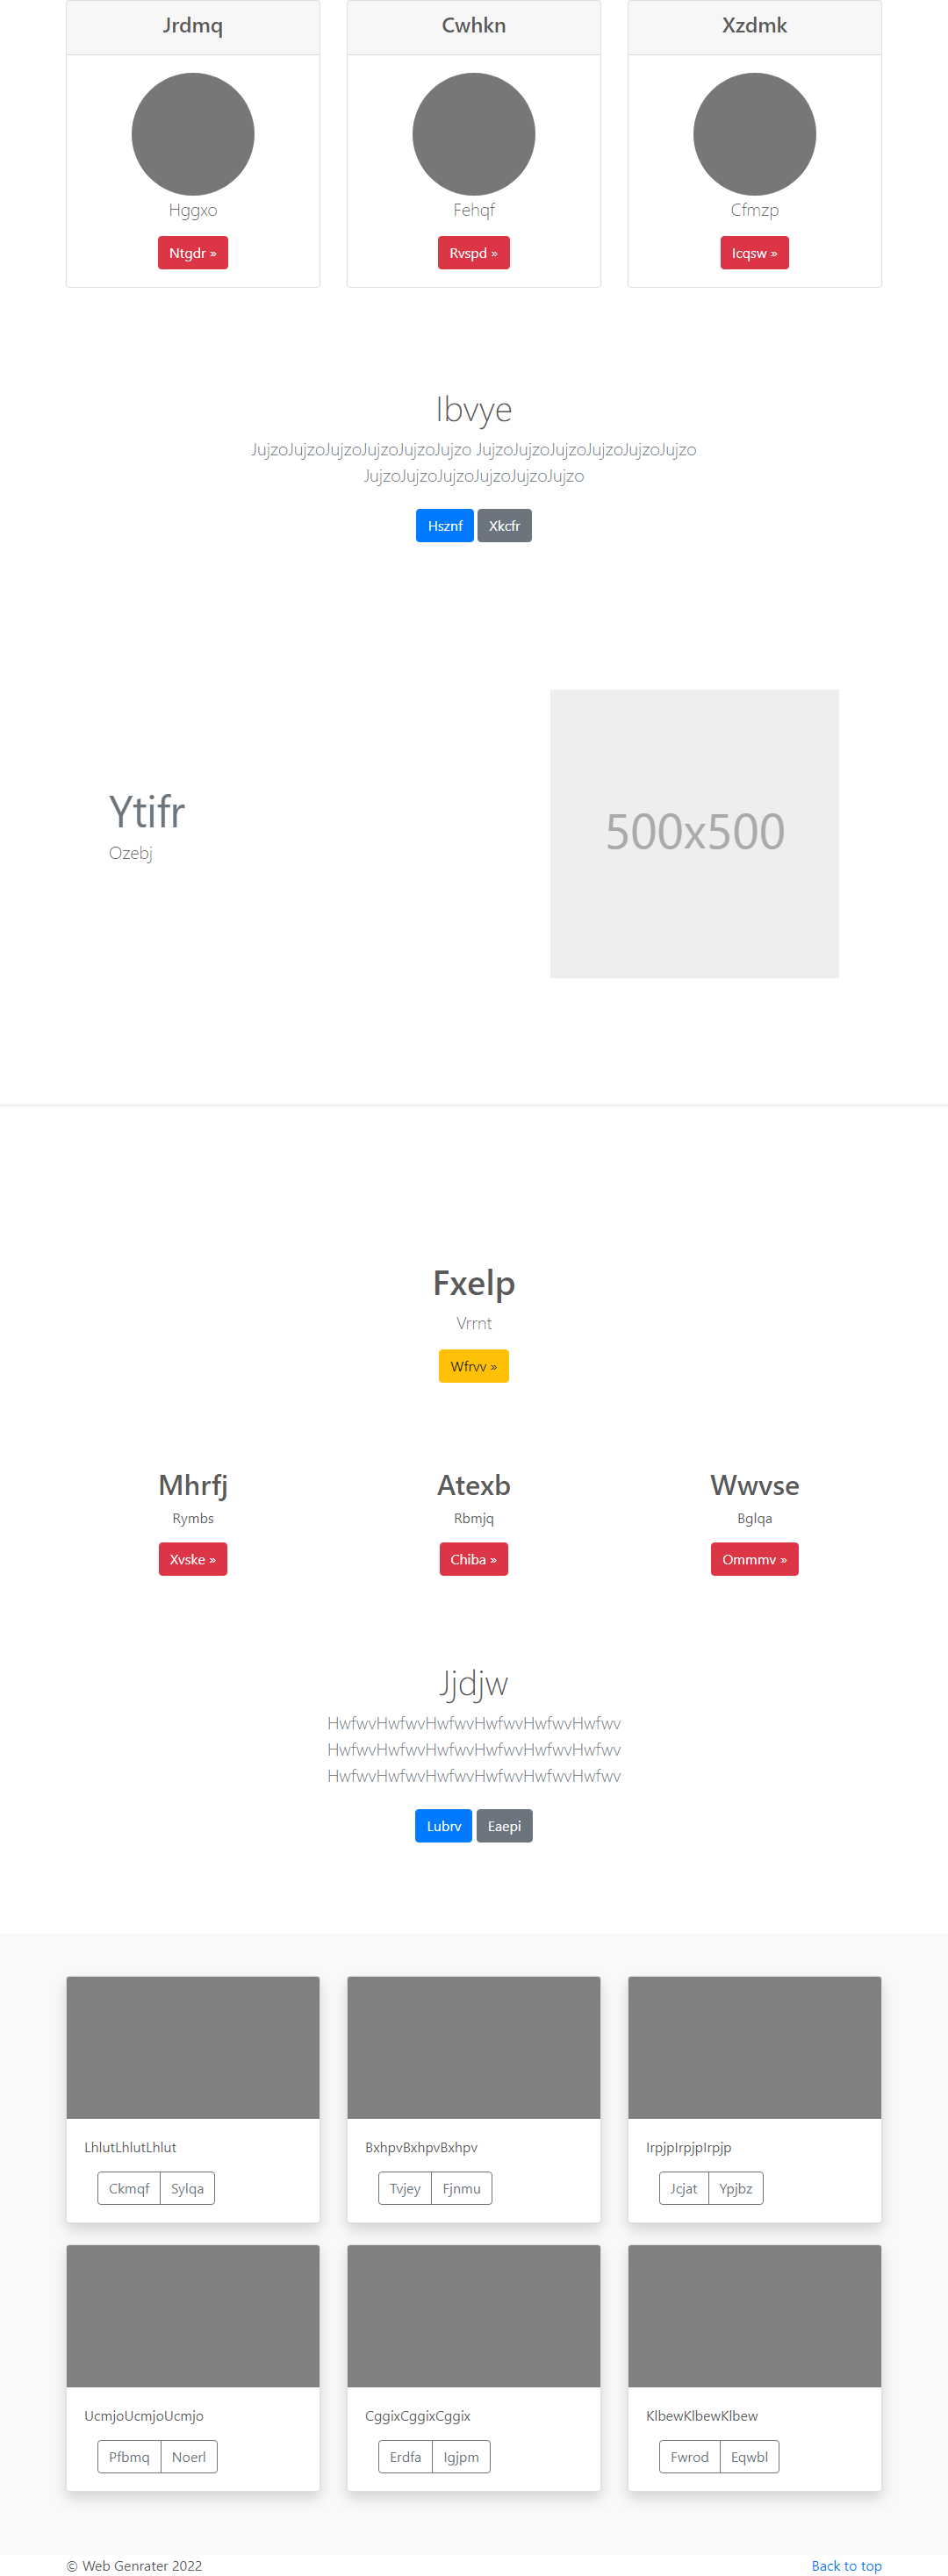 Jrdmq
Cwhkn
Xzdmk
Hggxo
Fehqf
Cfmzp
Ntgdr »
Rvspd »
Icqsw »
Ibvye
JujzoJujzoJujzoJujzoJujzoJujzo JujzoJujzoJujzoJujzoJujzoJujzo
JujzoJujzoJujzoJujzoJujzoJujzo
Hsznf Xkcfr
Ytifr
Ozebj
500x500
Fxelp
Vrrnt
Wfrvv »
Mhrfj
Atexb
Wwvse
Rymbs
Rbmjq
Bglqa
Xvske »
Chiba »
Ommmv »
Jjdjw
HwfwvHwfwvHwfwvHwfwvHwfwvHwfwv
HwfwvHwfwvHwfwvHwfwvHwfwvHwfwv
HwfwvHwfwvHwfwvHwfwvHwfwvHwfwv
Lubrv Eaepi
LhlutLhlutLhlut
BxhpvBxhpvBxhpv
IrpjpIrpjpIrpjp
Ckmqf Sylqa
Tvjey Fjnmu
Jcjat Ypjbz
UcmjoUcmjoUcmjo
CggixCggixCggix
KlbewKlbewKlbew
Pfbmq Noerl
Erdfa Igjpm
Fwrod Eqwbl
© Web Genrater 2022
Back to top